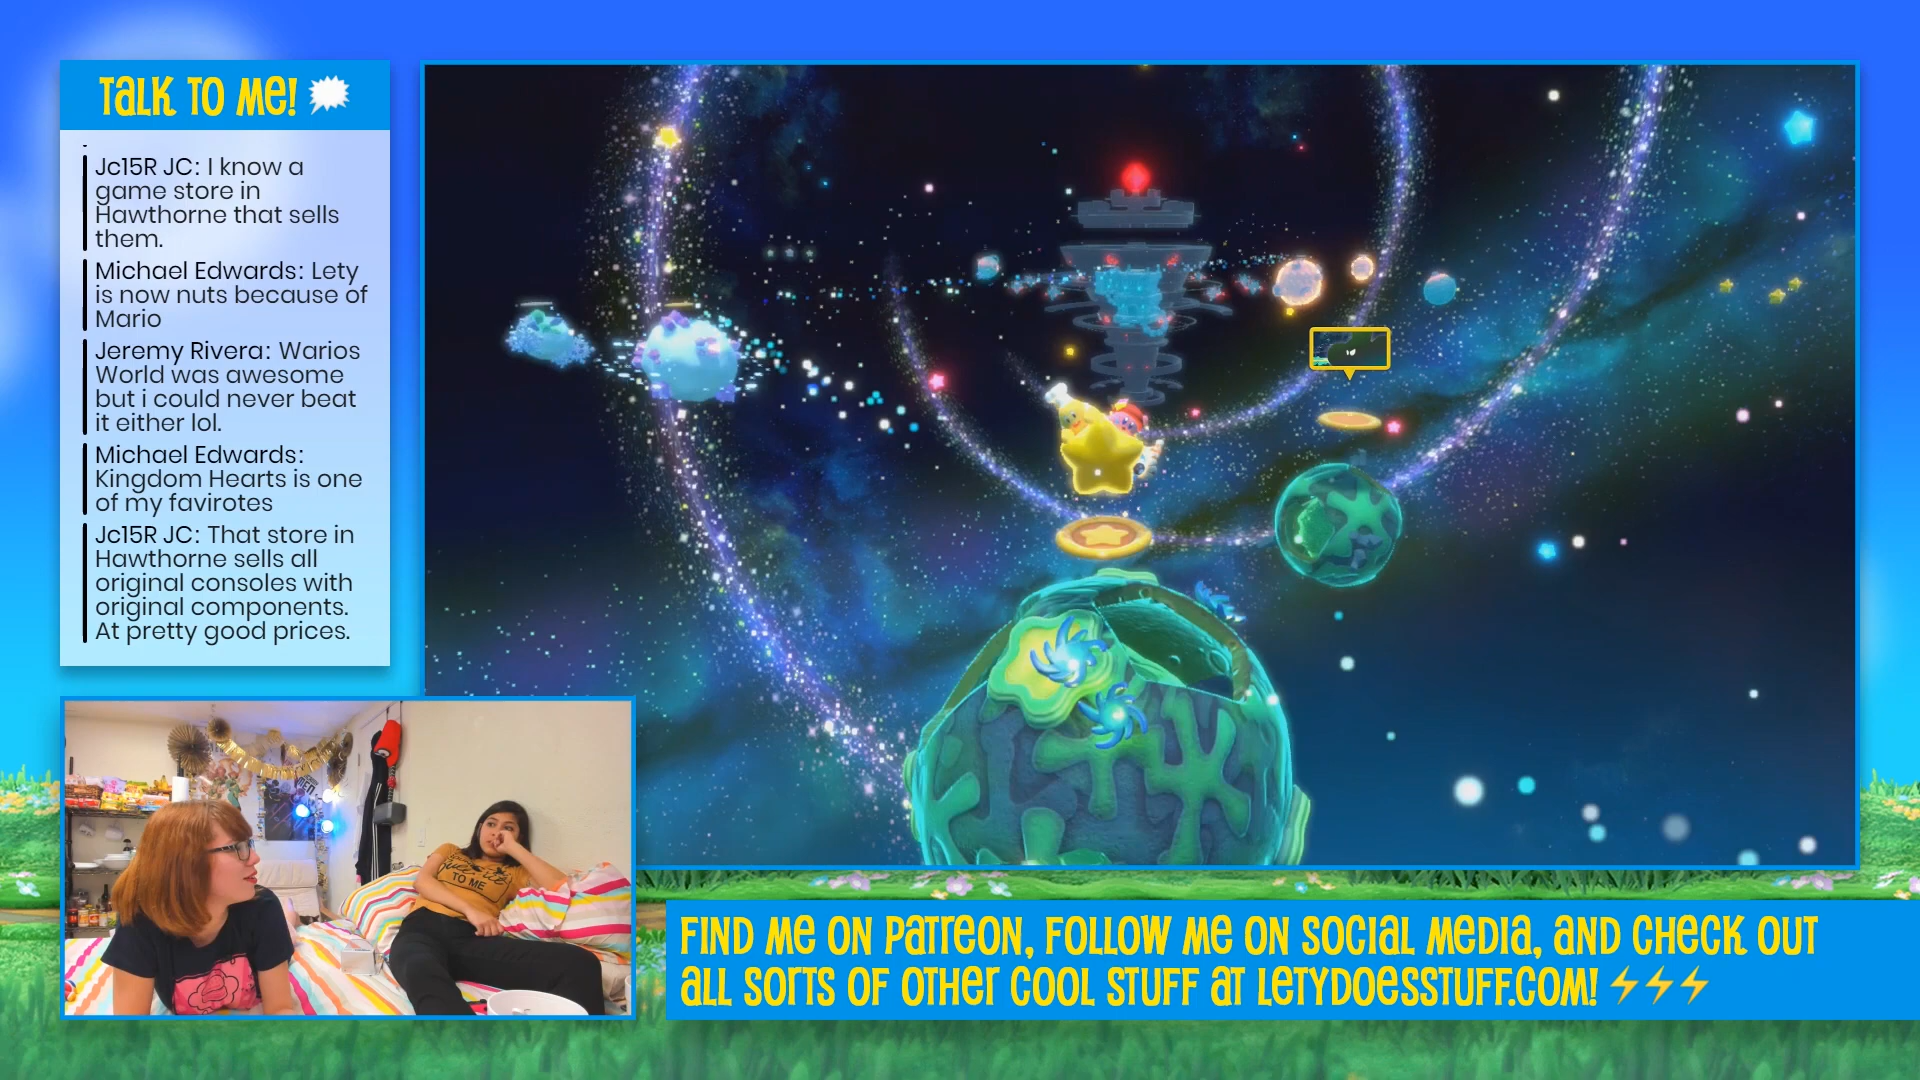 TALK TO ME!
Jc15R JC: I know a
game store in
Hawthorne that sells
them.
Michael Edwards: Lety
is now nuts because of
Mario
Jeremy Rivera: Warios
World was awesome
but i could never beat
it either lol.
Michael Edwards:
Kingdom Hearts is one
of my favirotes
Jc15R JC: That store in
Hawthorne sells all
original consoles with
original components.
At pretty good prices.
TO ME
FIND ME ON PATREON, FOLLOW ME ON SOCIAL MEDIA, AND CHECK OUT
ALL SORTS OF OTHER COOL STUFF AT LETYDOESSTUFF.COM!